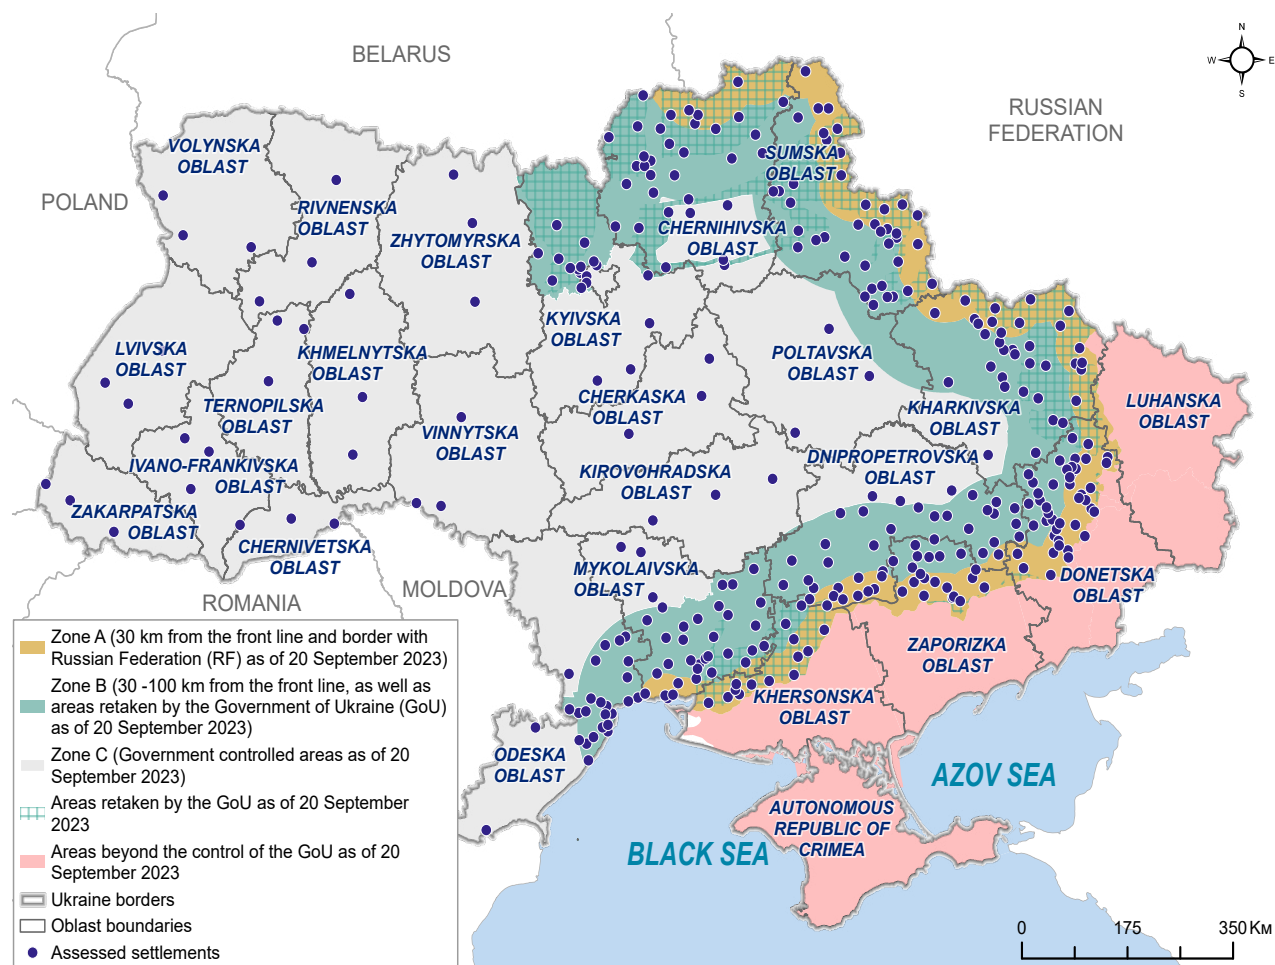 BELARUS
N
W
E
S
RUSSIAN
FEDERATION
POLAND
VOLYNSKA
OBLAST
RIVNENSKA
OBLAST
ZHYTOMYRSKA
OBLAST
SUMSKA
OBLAST
CHERNIHIVSKA
OBLAST
KYIVSKA
OBLAST
LVIVSKA
OBLAST
KHMELNYTSKA
OBLAST
TERNOPILSKA
OBLAST
POLTAVSKA
OBLAST
CHERKASKA
OBLAST
KHARKIVSKA
OBLAST
LUHANSKA
OBLAST
VINNYTSKA
OBLAST
IVANO-FRANKIVSKA
OBLAST
KIROVOHRADSKA
OBLAST
DNIPROPETROVSKA
OBLAST
ZAKARPATSKA
OBLAST
CHERNIVETSKA
OBLAST
MYKOLAIVSKA
OBLAST
DONETSKA
OBLAST
MOLDOVA
ROMANIA
ZAPORIZKA
OBLAST
KHERSONSKA
OBLAST
ODESKA
OBLAST
AZOV SEA
AUTONOMOUS
REPUBLIC OF
CRIMEA
BLACK SEA
Zone A (30 km from the front line and border with
Russian Federation (RF) as of 20 September 2023)
Zone B (30 -100 km from the front line, as well as
areas retaken by the Government of Ukraine (GoU)
as of 20 September 2023)
Zone C (Government controlled areas as of 20
September 2023)
Areas retaken by the GoU as of 20 September
2023
Areas beyond the control of the GoU as of 20
September 2023
Ukraine borders
Oblast boundaries
Assessed settlements
0 175 350 Км